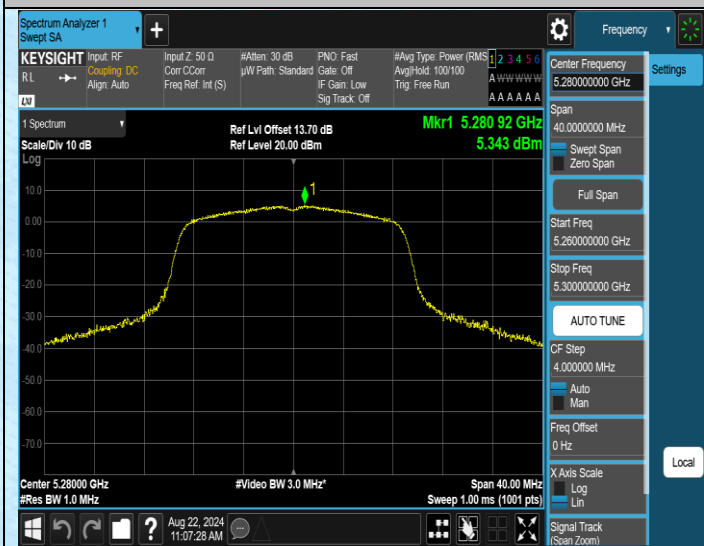 Spectrum Analyzer 1
Swept SA
Frequency
KEYSIGHT
R L
LXI
Input: RF
Coupling: DC
Align: Auto
Input Z: 50 Ω
Corr CCorr
Freq Ref: Int (S)
#Atten: 30 dB
µW Path: Standard
PNO: Fast
Gate: Off
IF Gain: Low
Sig Track: Off
#Avg Type: Power (RMS
Avg|Hold: 100/100
Trig: Free Run
1 2 3 4 5 6
A W W W W W
A A A A A A
1 Spectrum
Scale/Div 10 dB
Log
Ref Lvl Offset 13.70 dB
Ref Level 20.00 dBm
Mkr1 5.280 92 GHz
5.343 dBm
1
10.0
0.00
-10.0
-20.0
-30.0
-40.0
-50.0
-60.0
-70.0
Center 5.28000 GHz
#Res BW 1.0 MHz
#Video BW 3.0 MHz*
Span 40.00 MHz
Sweep 1.00 ms (1001 pts)
Aug 22, 2024
11:07:28 AM
?
Center Frequency
5.280000000 GHz
Settings
Span
40.0000000 MHz
Swept Span
Zero Span
Full Span
Start Freq
5.260000000 GHz
Stop Freq
5.300000000 GHz
AUTO TUNE
CF Step
4.000000 MHz
Auto
Man
Freq Offset
0 Hz
X Axis Scale
Log
Lin
Local
Signal Track
(Span Zoom)